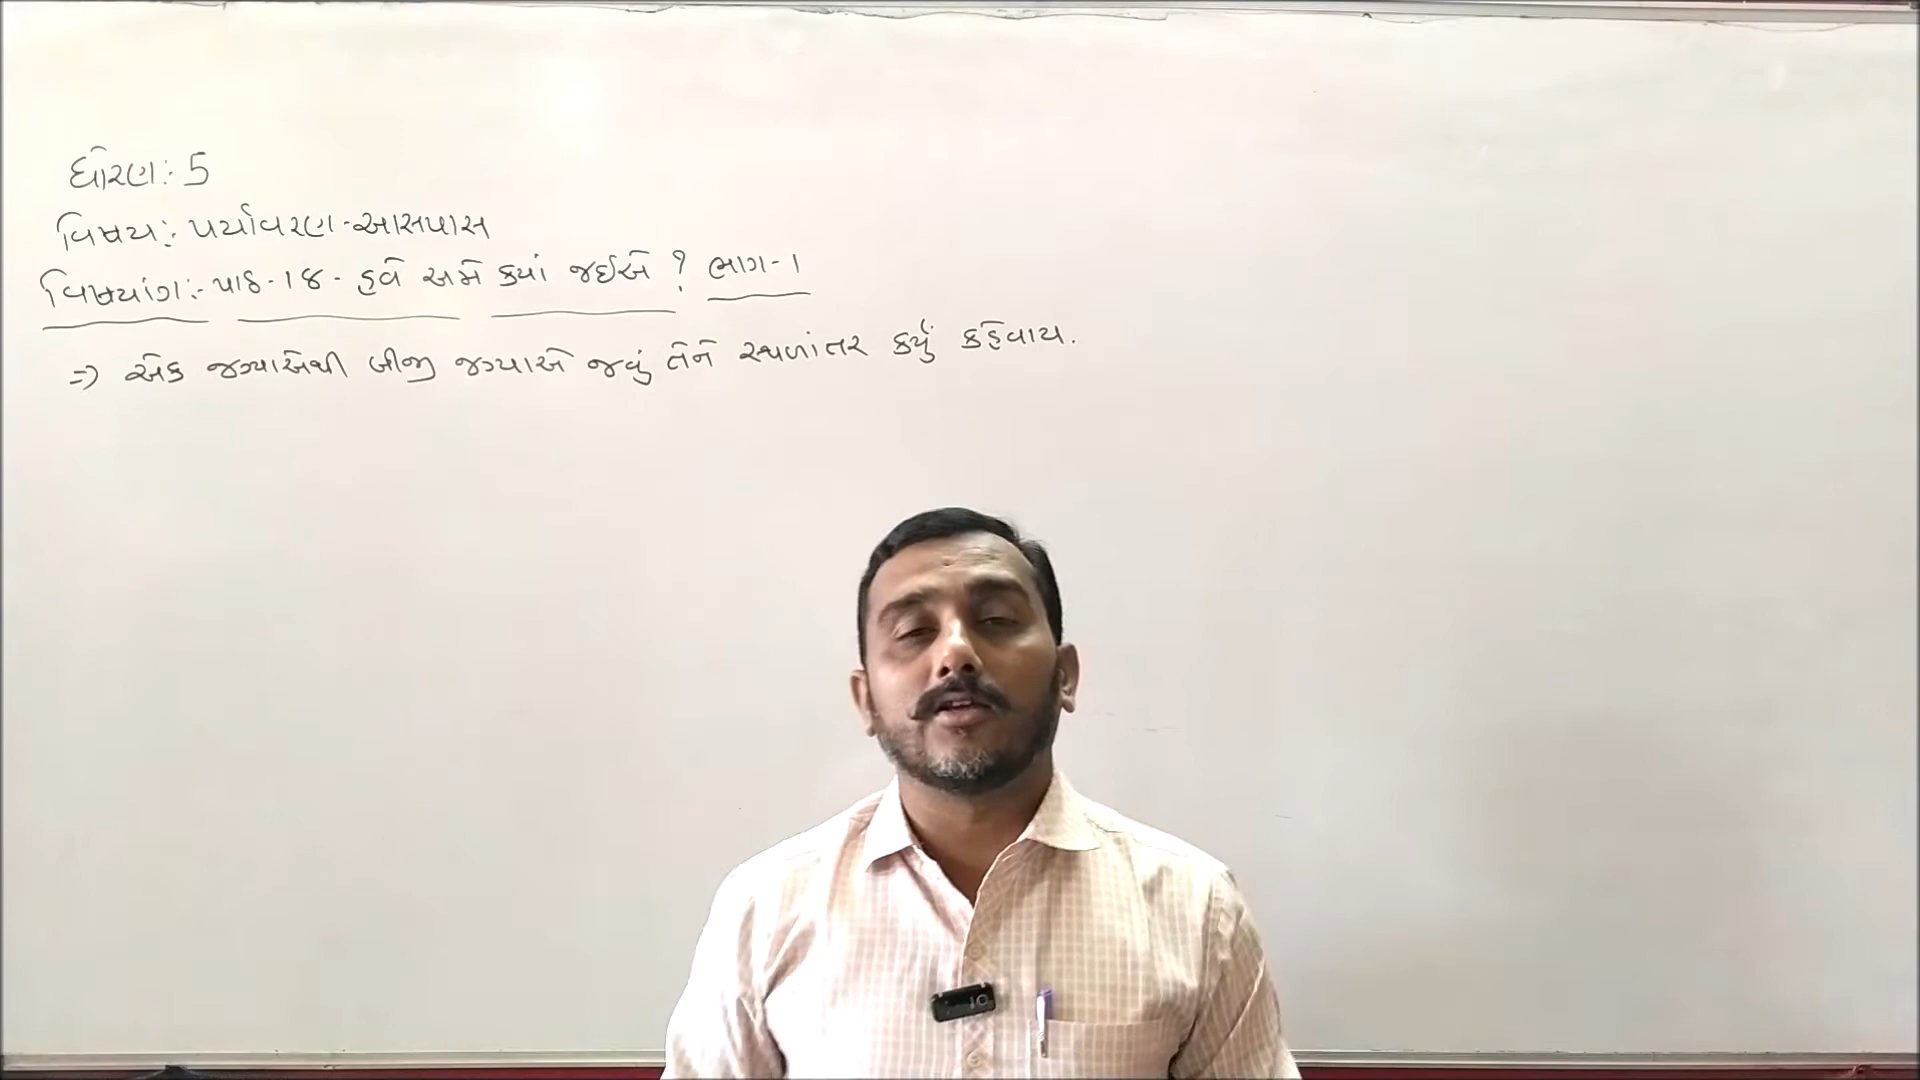 ધોરણ:- 5
વિષય:- પર્યાવરણ-આસપાસ
વિષયાંગ:- પાઠ-18- હવે અમે ક્યાં જઈએ ? ભાગ-1
=> એક જગ્યાએથી બીજી જગ્યાએ જવું તેને સ્થળાંતર કર્યું કહેવાય.